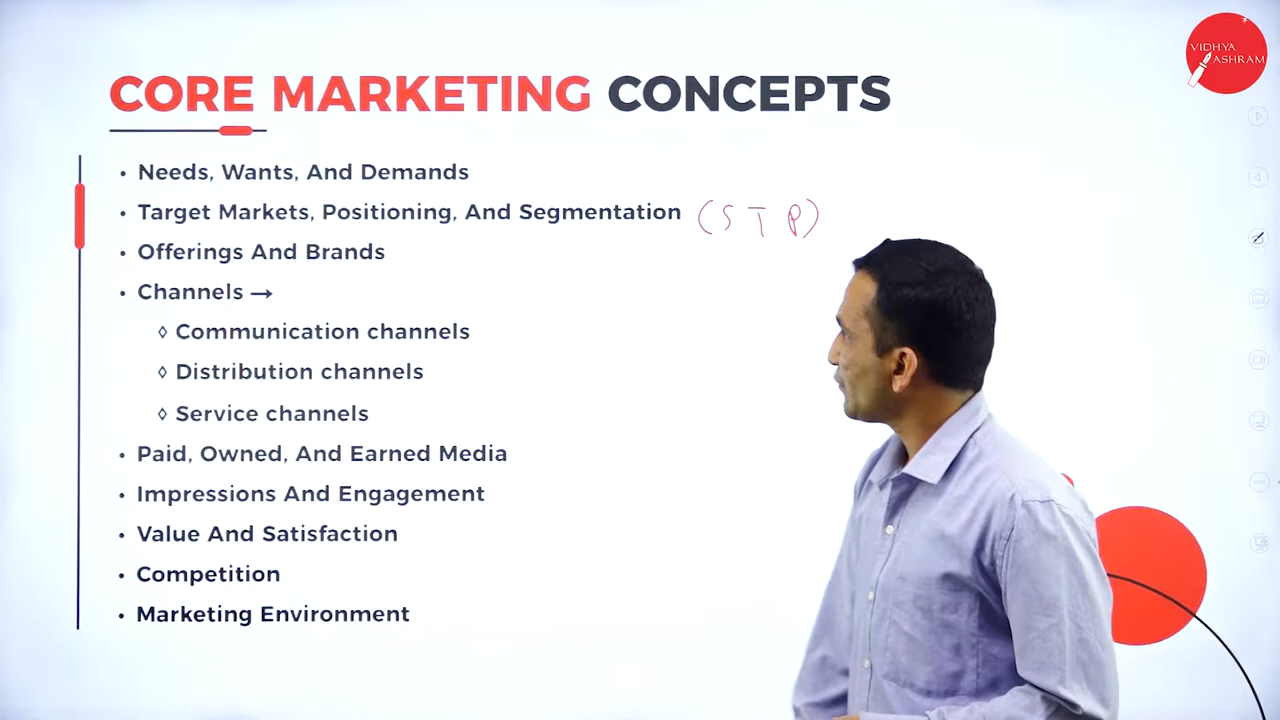 VIDHYA
ASHRAM
CORE MARKETING CONCEPTS
• Needs, Wants, And Demands
• Target Markets, Positioning, And Segmentation (S T P)
• Offerings And Brands
• Channels →
◊ Communication channels
◊ Distribution channels
◊ Service channels
• Paid, Owned, And Earned Media
• Impressions And Engagement
• Value And Satisfaction
• Competition
• Marketing Environment